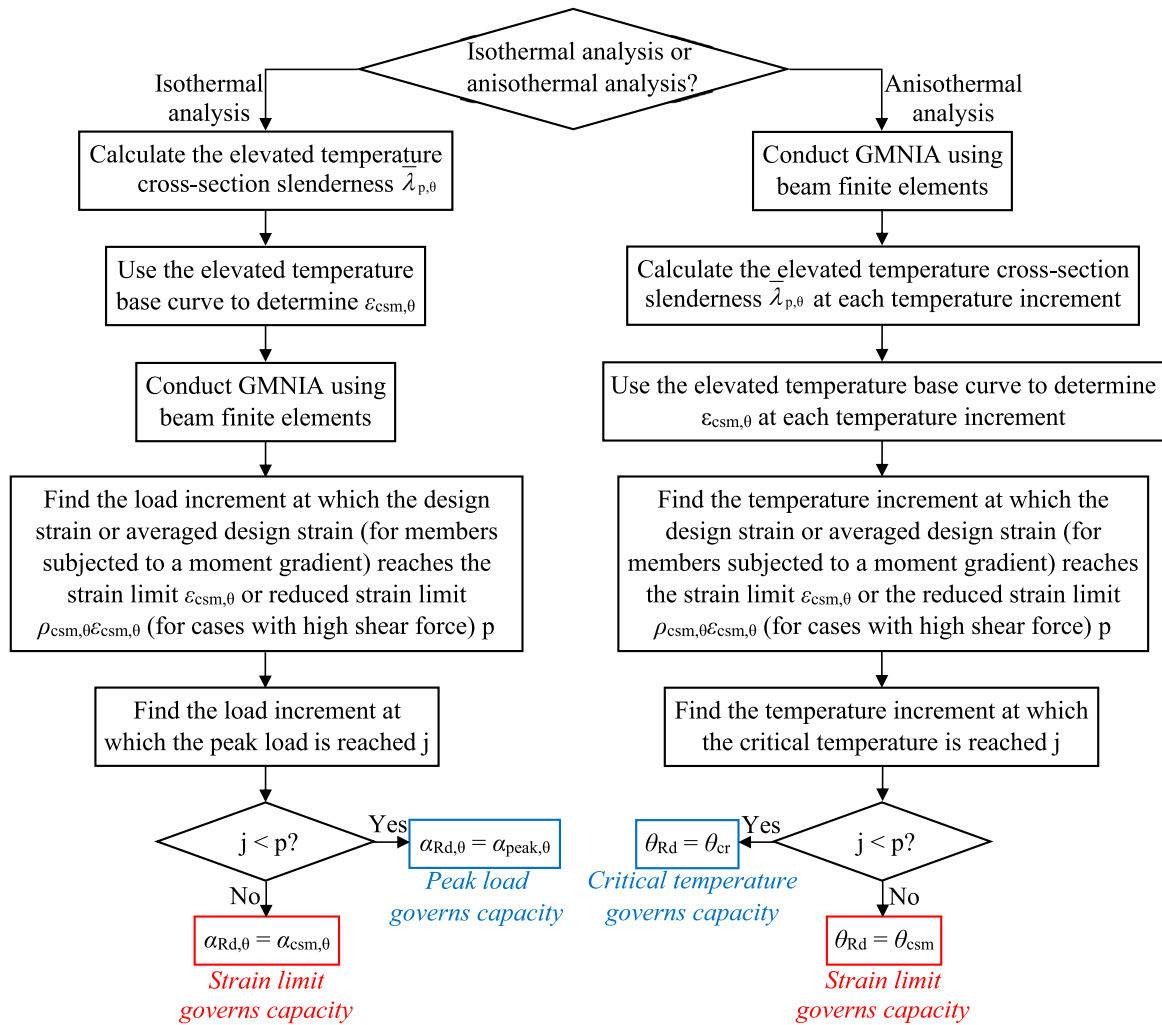 Isothermal analysis or
anisothermal analysis?
Isothermal
analysis
Calculate the elevated temperature
cross-section slenderness λ̅p,θ
Use the elevated temperature
base curve to determine εcsm,θ
Conduct GMNIA using
beam finite elements
Find the load increment at which the design
strain or averaged design strain (for members
subjected to a moment gradient) reaches the
strain limit εcsm,θ or reduced strain limit
ρcsm,θεcsm,θ (for cases with high shear force) p
Find the load increment at
which the peak load is reached j
j < p?
Yes
αRd,θ = αpeak,θ
Peak load
governs capacity
No
αRd,θ = αcsm,θ
Strain limit
governs capacity
Anisothermal
analysis
Conduct GMNIA using
beam finite elements
Calculate the elevated temperature cross-section
slenderness λ̅p,θ at each temperature increment
Use the elevated temperature base curve to determine
εcsm,θ at each temperature increment
Find the temperature increment at which the
design strain or averaged design strain (for
members subjected to a moment gradient) reaches
the strain limit εcsm,θ or the reduced strain limit
ρcsm,θεcsm,θ (for cases with high shear force) p
Find the temperature increment at which
the critical temperature is reached j
j < p?
Yes
θRd = θcr
Critical temperature
governs capacity
No
θRd = θcsm
Strain limit
governs capacity